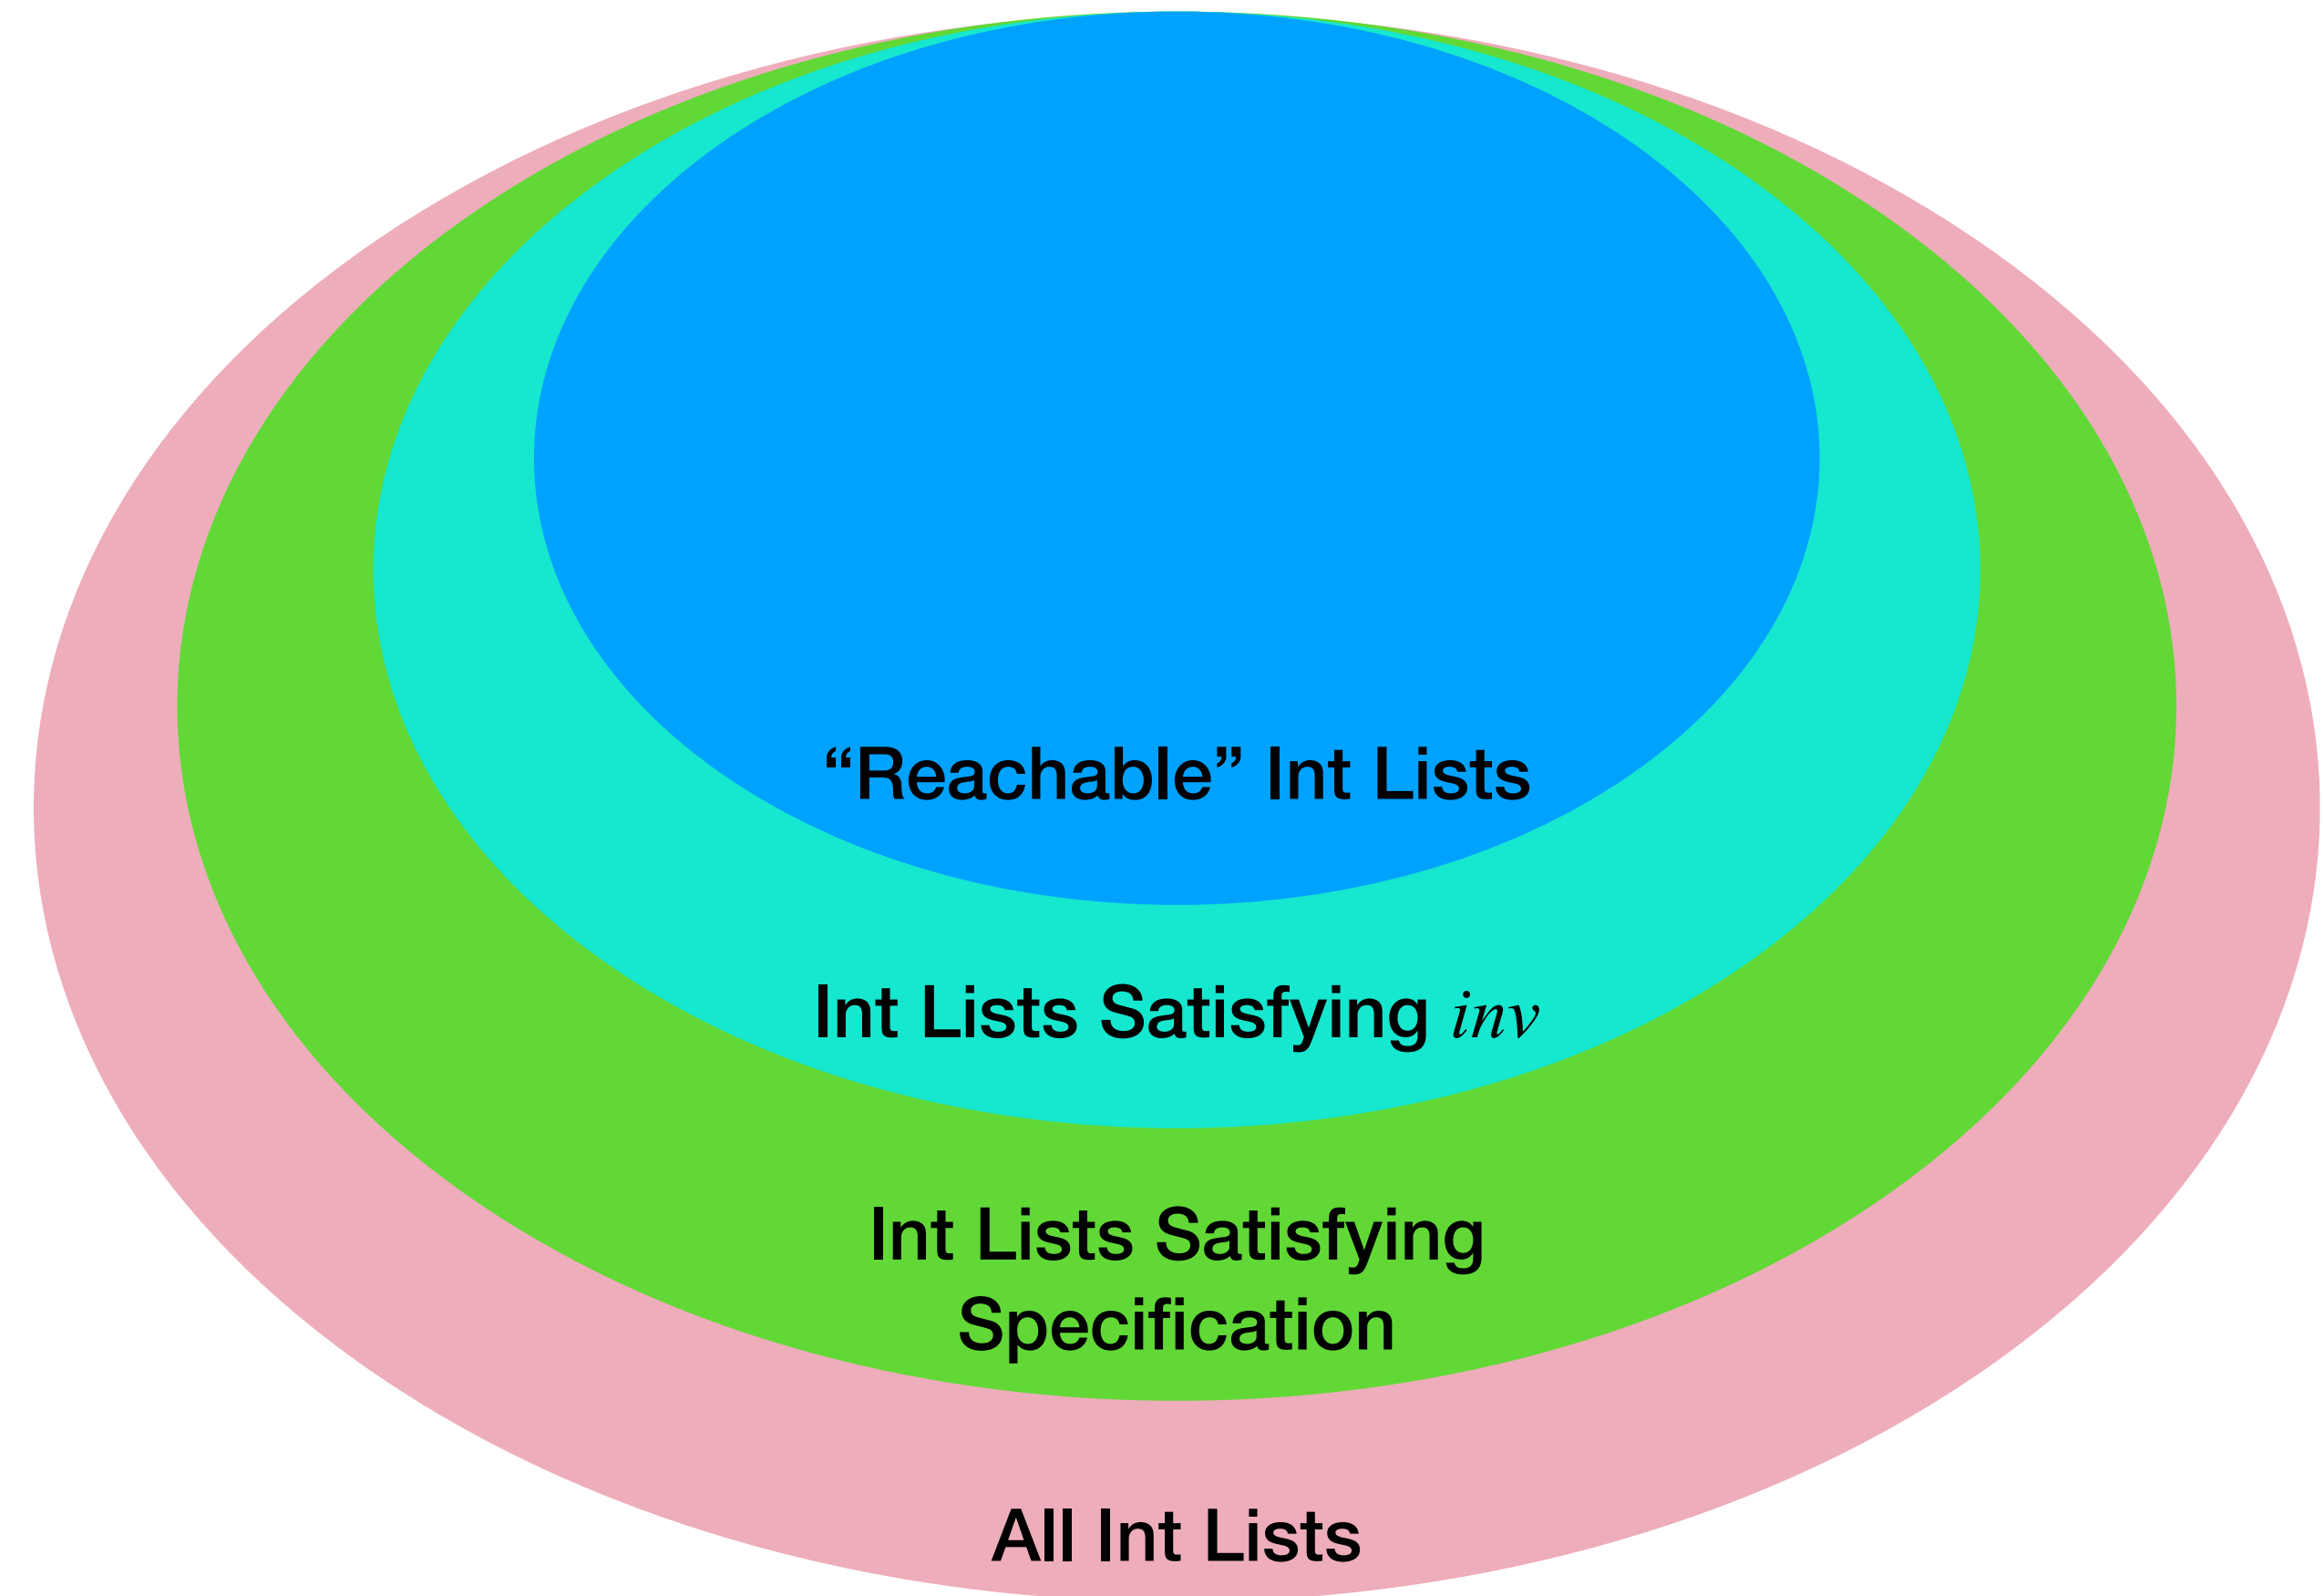 “Reachable” Int Lists
Int Lists Satisfying inv
Int Lists Satisfying
Specification
All Int Lists